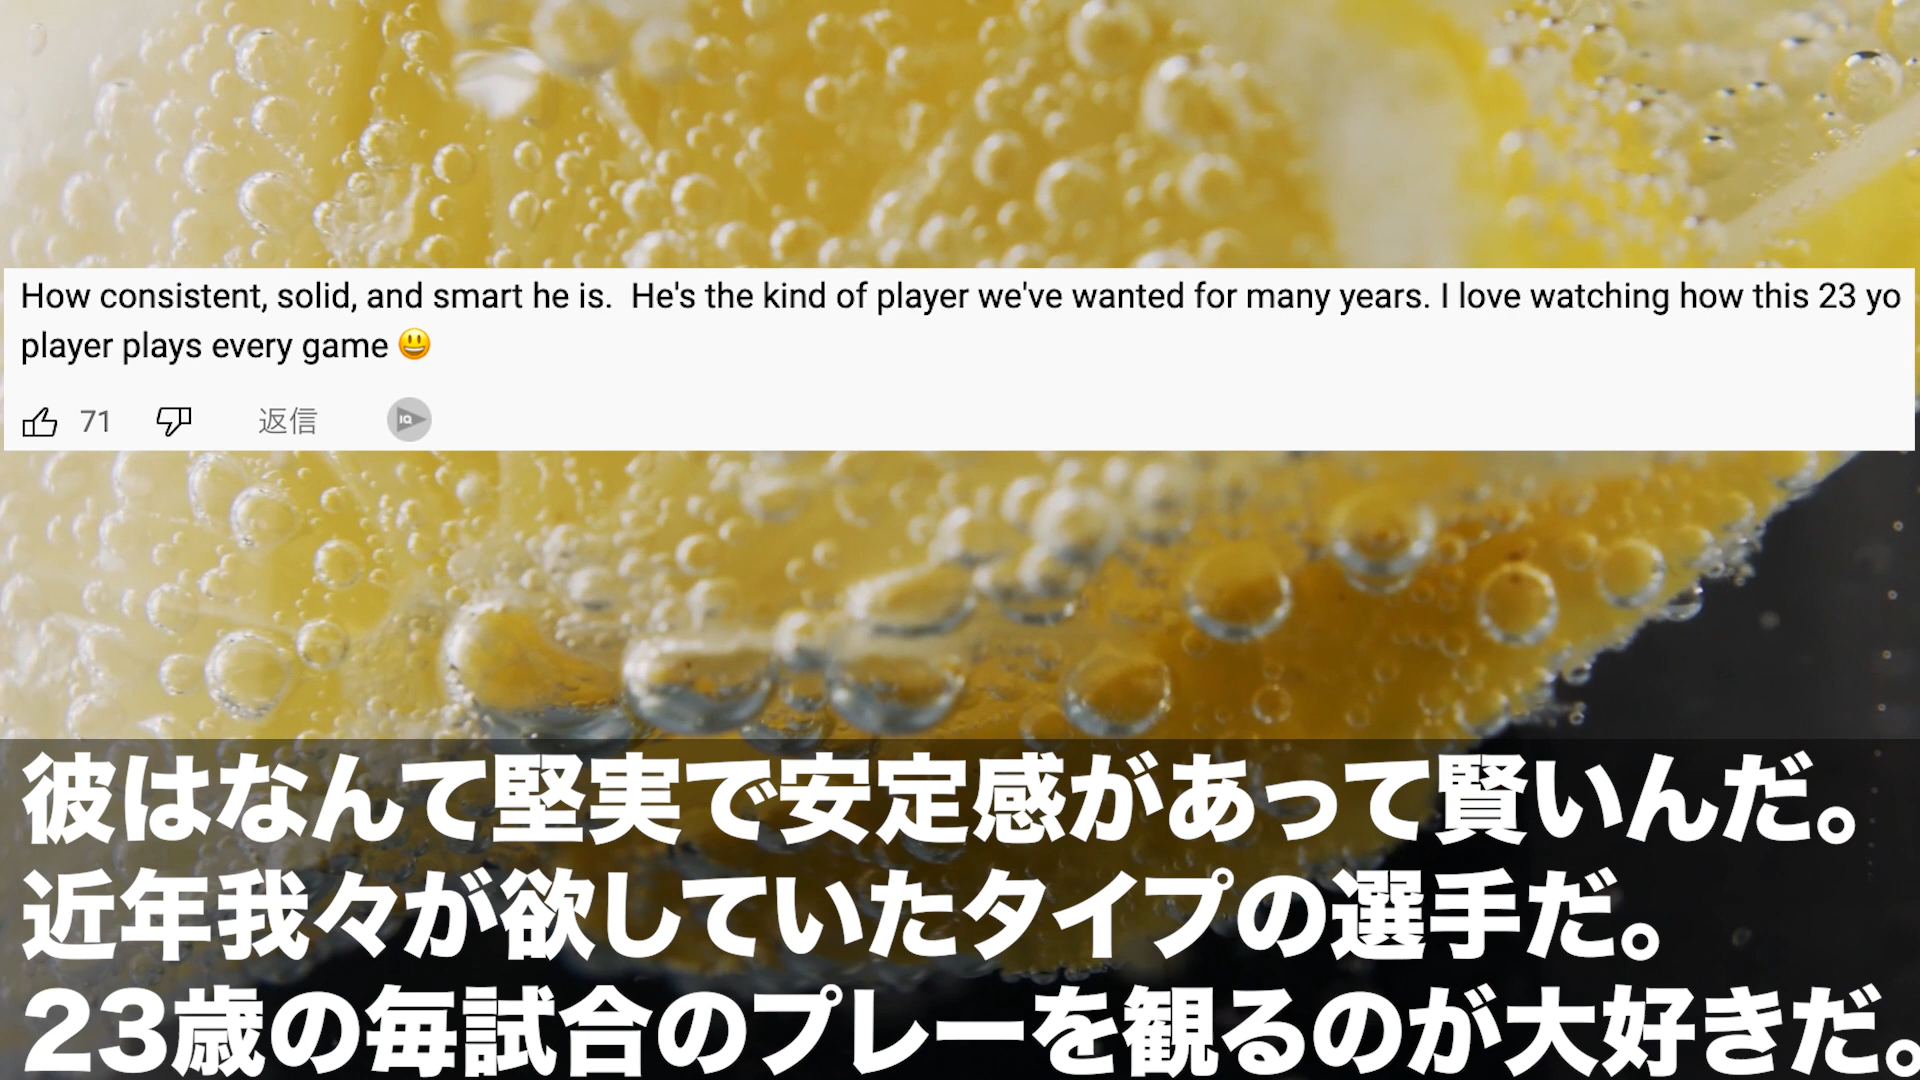 How consistent, solid, and smart he is.  He's the kind of player we've wanted for many years. I love watching how this 23 yo
player plays every game 😃
71 返信 IQ
彼はなんて堅実で安定感があって賢いんだ。
近年我々が欲していたタイプの選手だ。
23歳の毎試合のプレーを観るのが大好きだ。